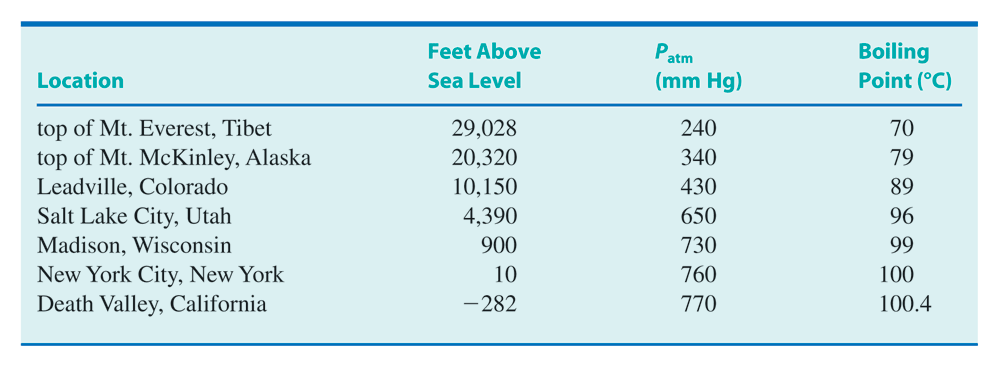 Feet Above Patm Boiling
Location Sea Level (mm Hg) Point (°C)
top of Mt. Everest, Tibet 29,028 240 70
top of Mt. McKinley, Alaska 20,320 340 79
Leadville, Colorado 10,150 430 89
Salt Lake City, Utah 4,390 650 96
Madison, Wisconsin 900 730 99
New York City, New York 10 760 100
Death Valley, California −282 770 100.4